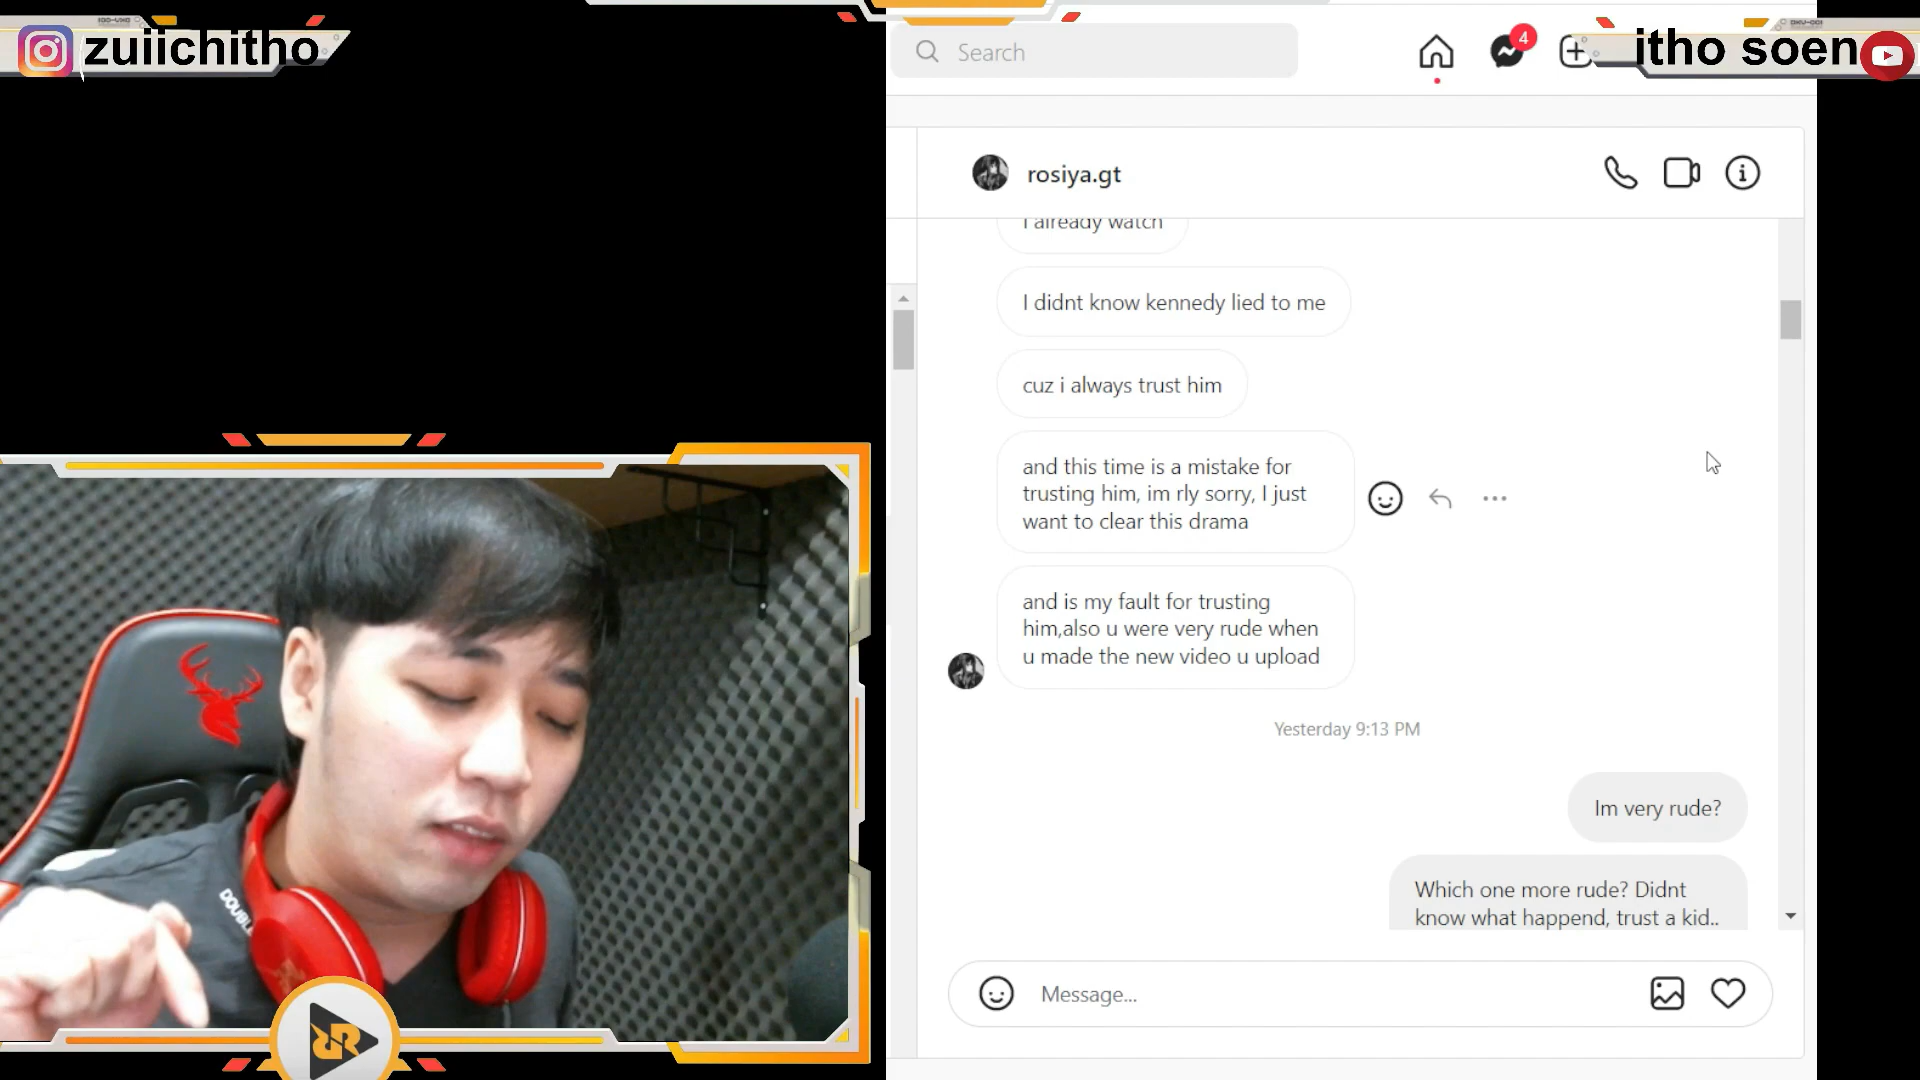 zuiichitho
Search
4
itho soen
rosiya.gt
I already watch
I didnt know kennedy lied to me
cuz i always trust him
and this time is a mistake for
trusting him, im rly sorry, I just
want to clear this drama
and is my fault for trusting
him,also u were very rude when
u made the new video u upload
Yesterday 9:13 PM
Im very rude?
Which one more rude? Didnt
know what happend, trust a kid..
Message...
DOUBL